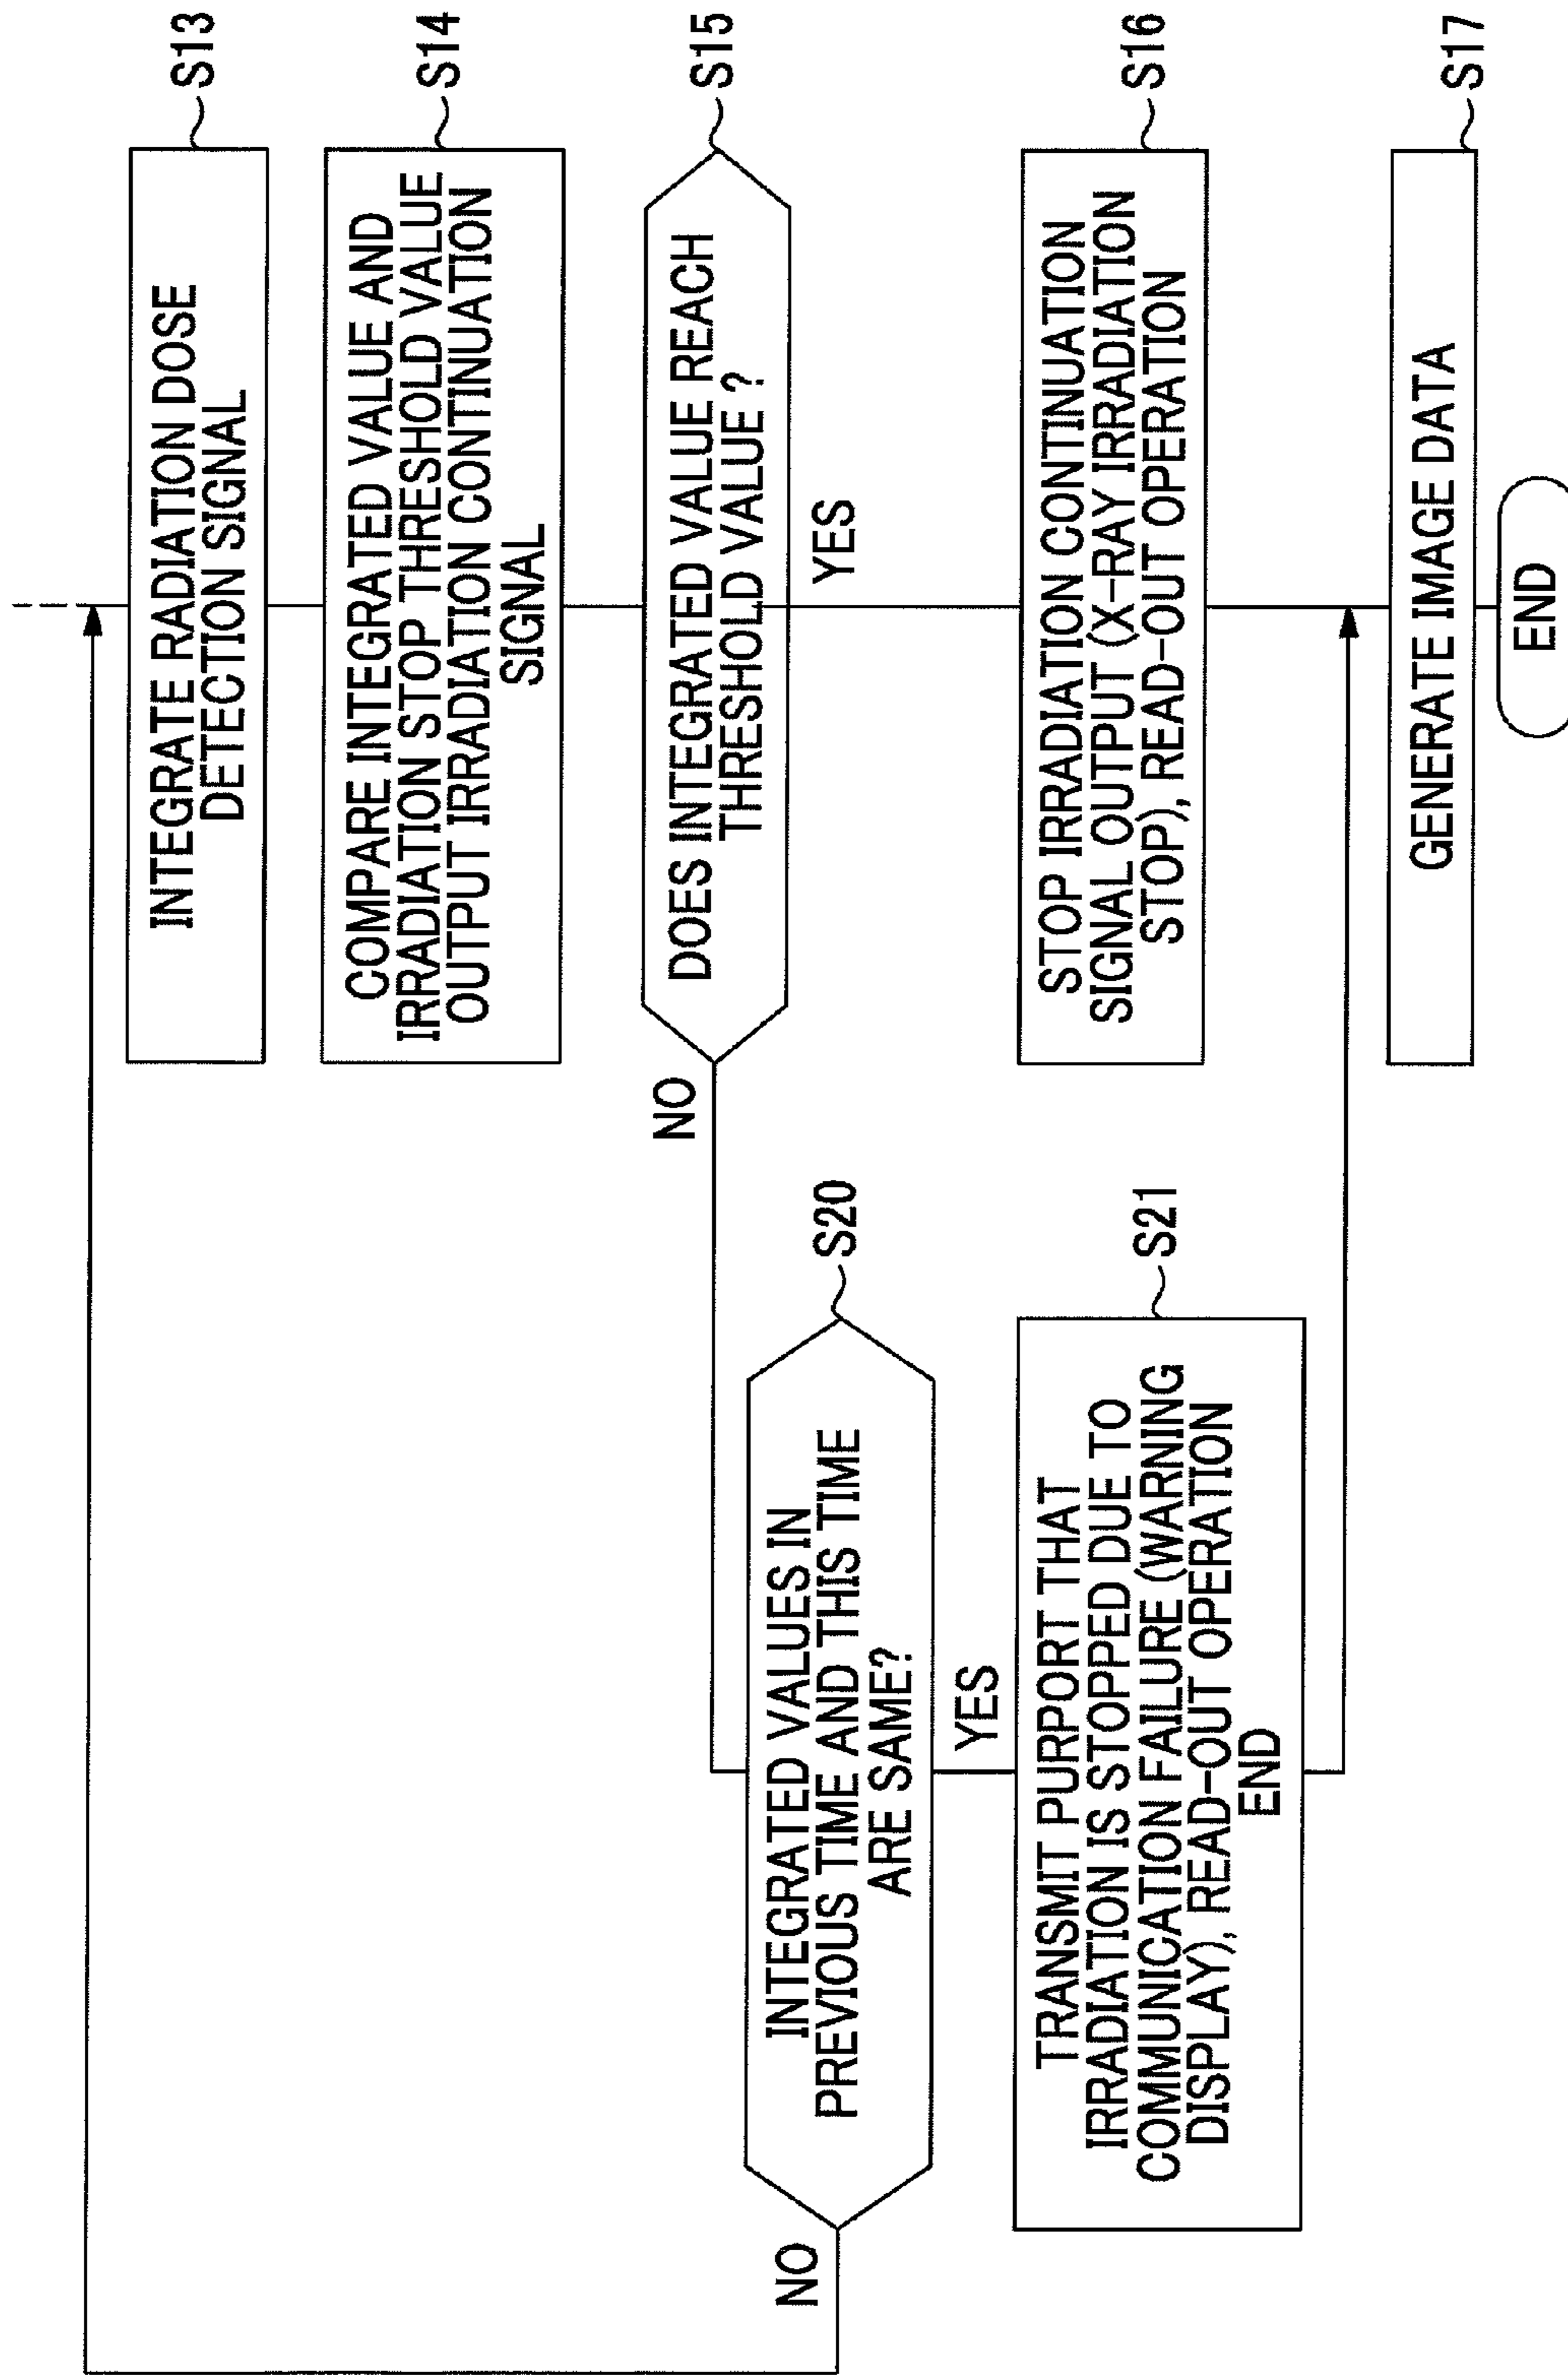 INTEGRATE RADIATION DOSE
DETECTION SIGNAL
S13
COMPARE INTEGRATED VALUE AND
IRRADIATION STOP THRESHOLD VALUE
OUTPUT IRRADIATION CONTINUATION
SIGNAL
S14
DOES INTEGRATED VALUE REACH
THRESHOLD VALUE ?
S15
NO
YES
INTEGRATED VALUES IN
PREVIOUS TIME AND THIS TIME
ARE SAME?
S20
NO
YES
TRANSMIT PURPORT THAT
IRRADIATION IS STOPPED DUE TO
COMMUNICATION FAILURE (WARNING
DISPLAY), READ-OUT OPERATION
END
S21
STOP IRRADIATION CONTINUATION
SIGNAL OUTPUT (X-RAY IRRADIATION
STOP), READ-OUT OPERATION
S16
GENERATE IMAGE DATA
S17
END